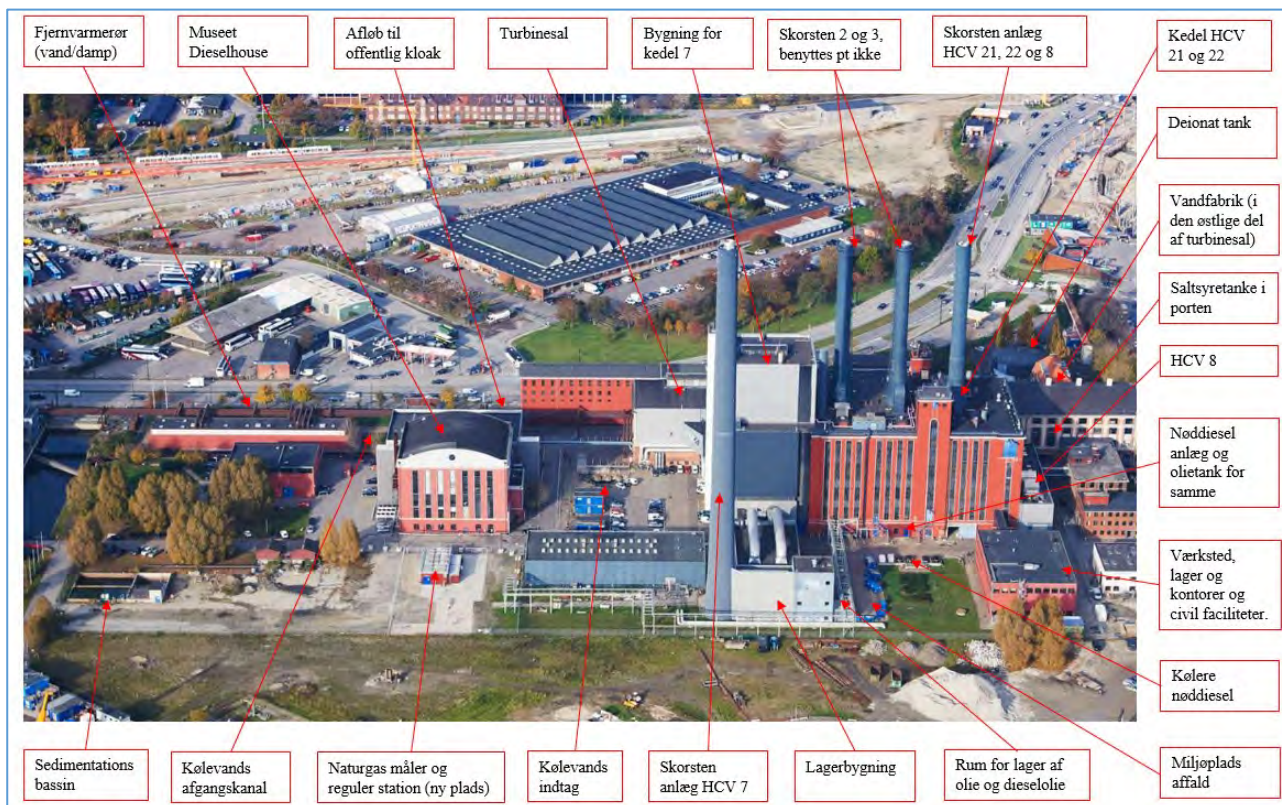 Fjernvarmerør
(vand/damp)
Museet
Dieselhouse
Afløb til
offentlig kloak
Turbinesal
Bygning for
kedel 7
Skorsten 2 og 3,
benyttes pt ikke
Skorsten anlæg
HCV 21, 22 og 8
Kedel HCV
21 og 22
Deionat tank
Vandfabrik (i
den østlige del
af turbinesal)
Saltsyretanke i
porten
HCV 8
Nøddiesel
anlæg og
olietank for
samme
Værksted,
lager og
kontorer og
civil faciliteter.
Kølere
nøddiesel
Miljøplads
affald
Sedimentations
bassin
Kølevands
afgangskanal
Naturgas måler og
reguler station (ny plads)
Kølevands
indtag
Skorsten
anlæg HCV 7
Lagerbygning
Rum for lager af
olie og dieselolie